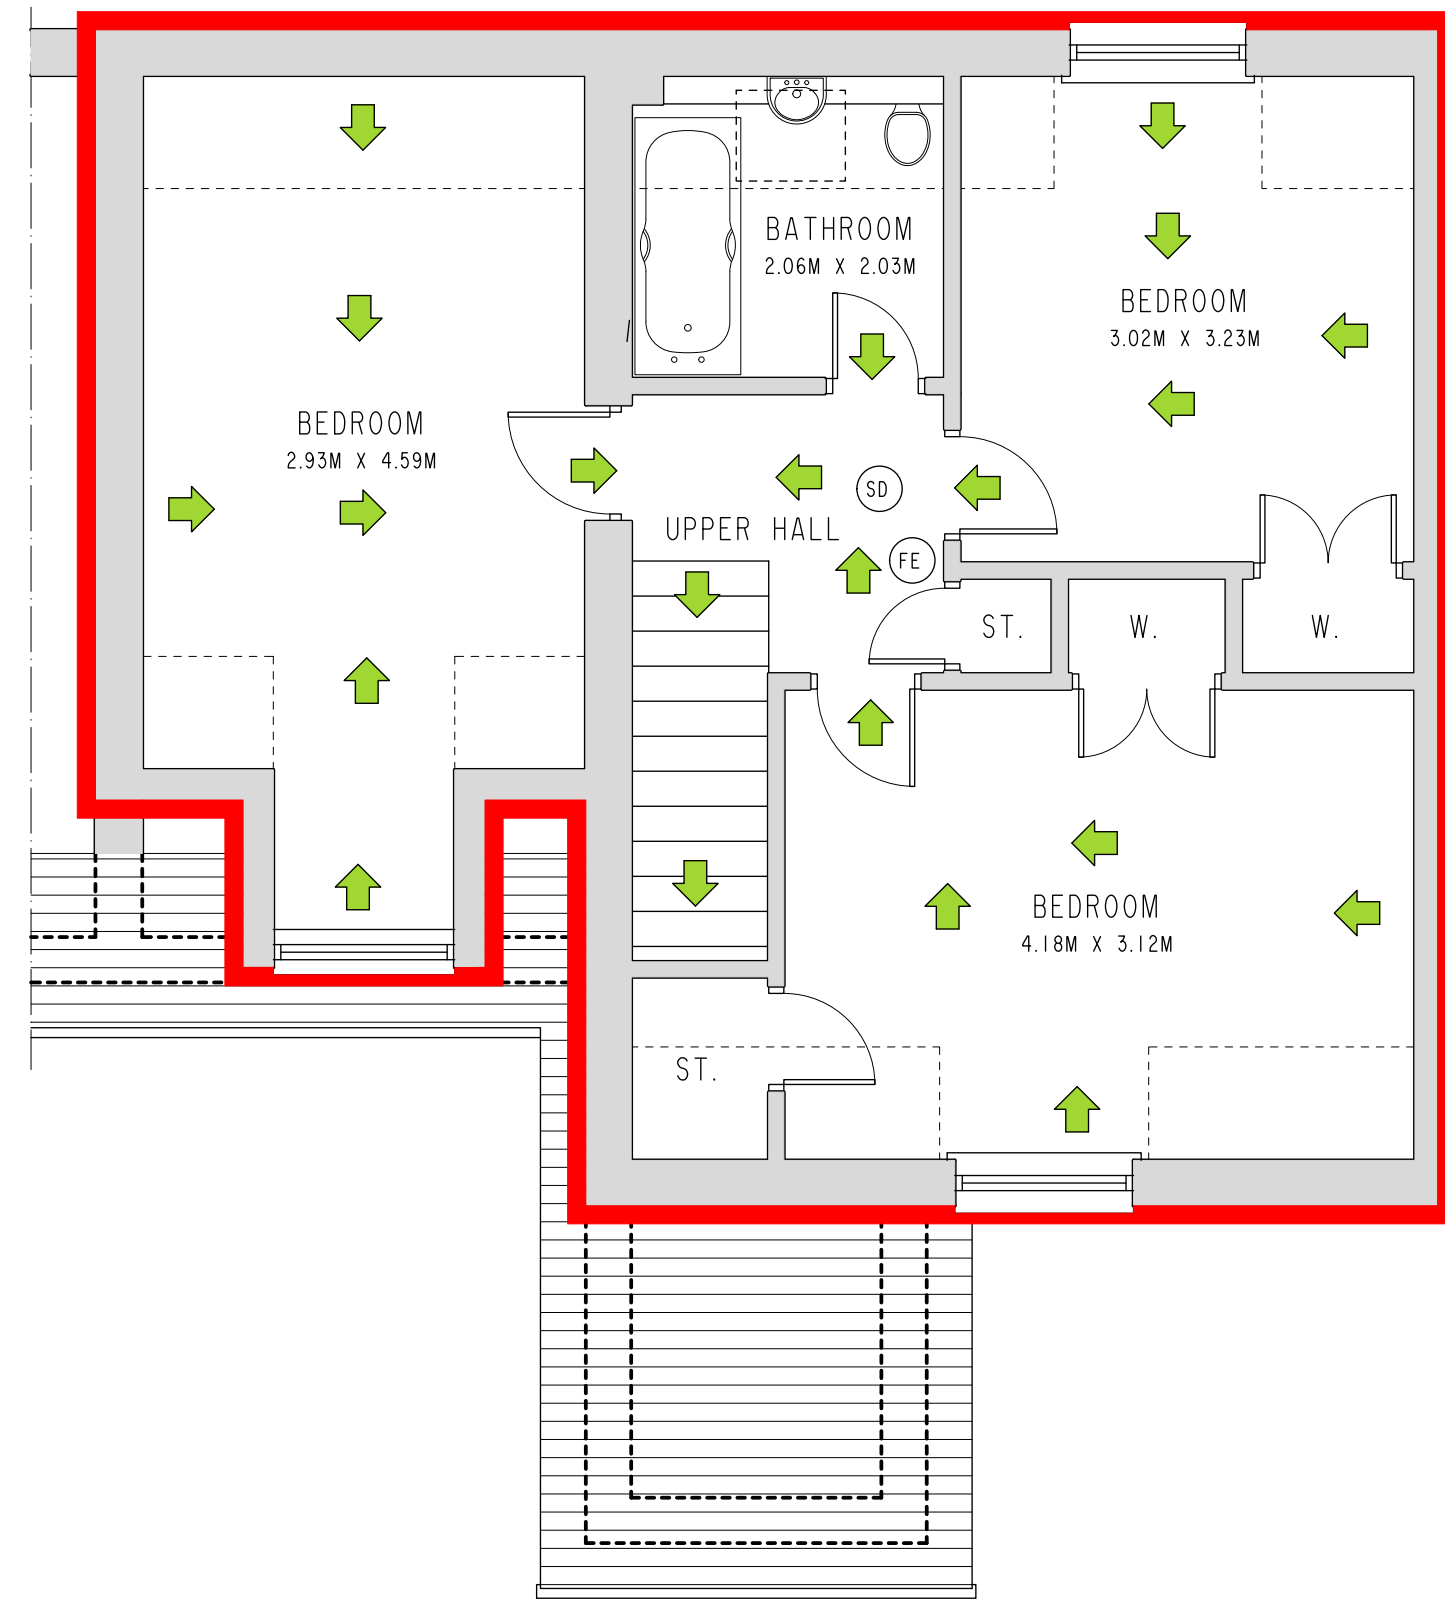 BATHROOM
2.06M X 2.03M
BEDROOM
3.02M X 3.23M
BEDROOM
2.93M X 4.59M
SD
UPPER HALL
FE
ST.
W.
W.
BEDROOM
4.18M X 3.12M
ST.